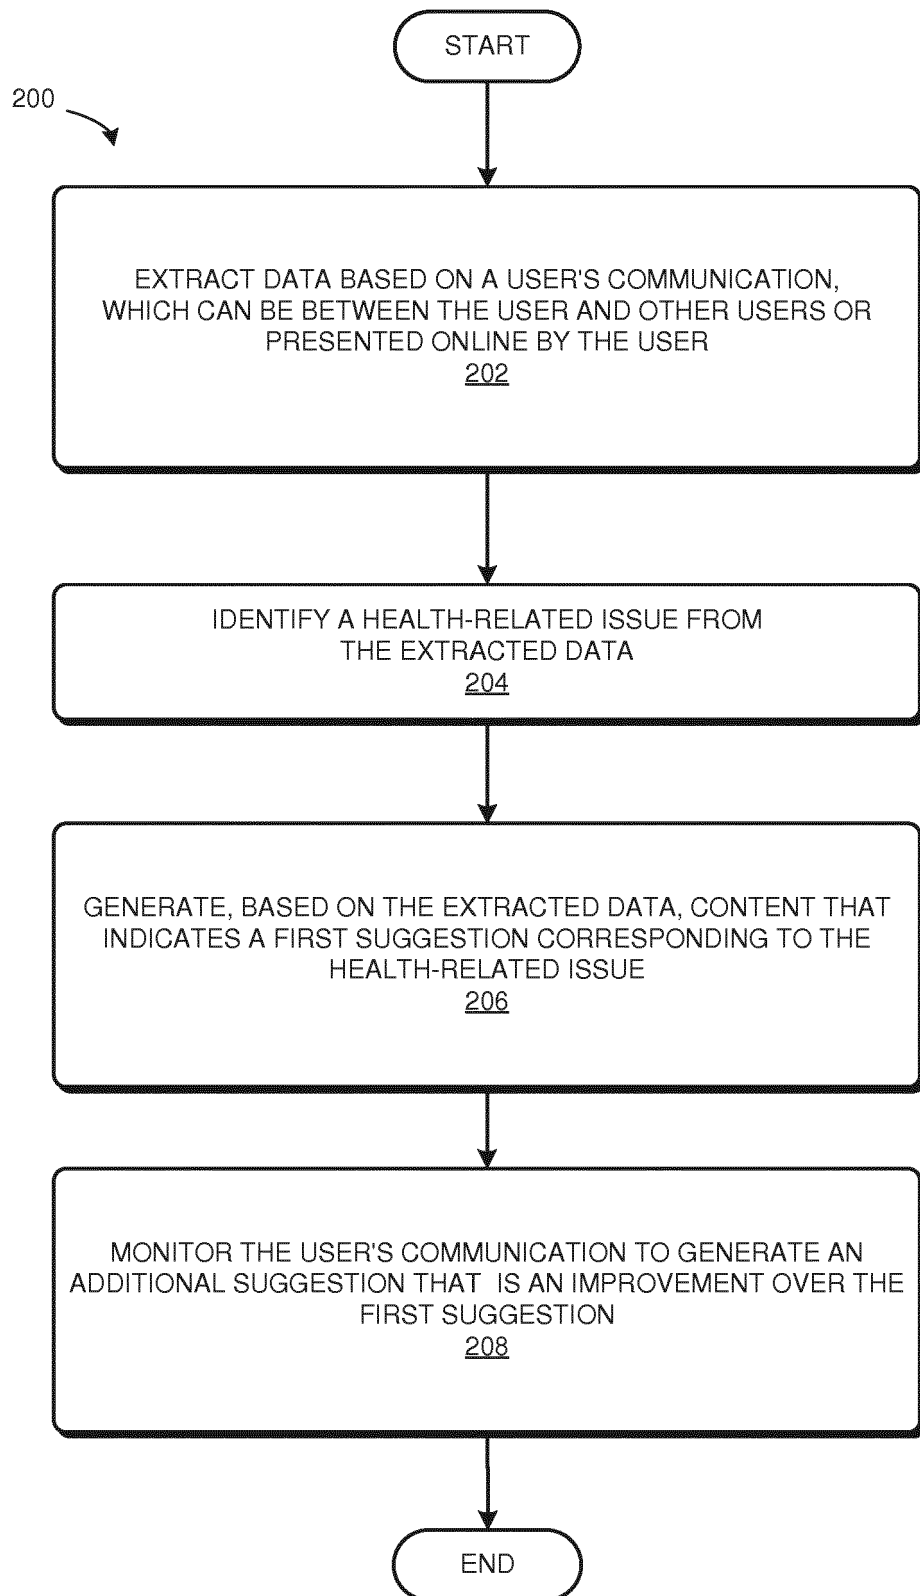 START
200
EXTRACT DATA BASED ON A USER'S COMMUNICATION,
WHICH CAN BE BETWEEN THE USER AND OTHER USERS OR
PRESENTED ONLINE BY THE USER
202
IDENTIFY A HEALTH-RELATED ISSUE FROM
THE EXTRACTED DATA
204
GENERATE, BASED ON THE EXTRACTED DATA, CONTENT THAT
INDICATES A FIRST SUGGESTION CORRESPONDING TO THE
HEALTH-RELATED ISSUE
206
MONITOR THE USER'S COMMUNICATION TO GENERATE AN
ADDITIONAL SUGGESTION THAT IS AN IMPROVEMENT OVER THE
FIRST SUGGESTION
208
END